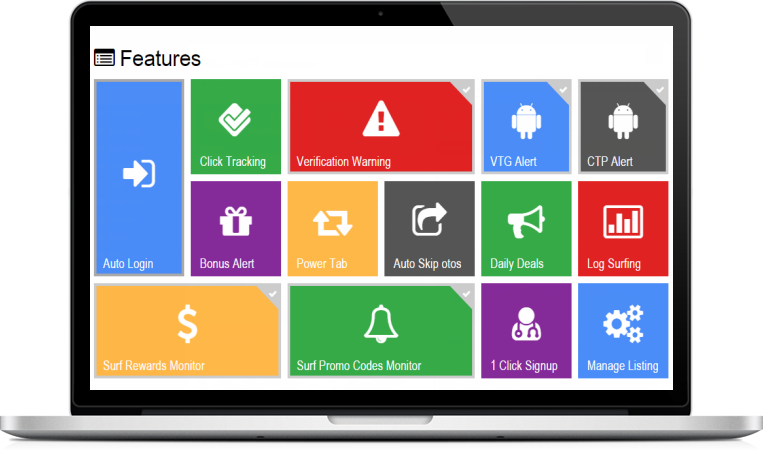 Features
Auto Login
Click Tracking
Verification Warning
VTG Alert
CTP Alert
Bonus Alert
Power Tab
Auto Skip otos
Daily Deals
Log Surfing
Surf Rewards Monitor
Surf Promo Codes Monitor
1 Click Signup
Manage Listing